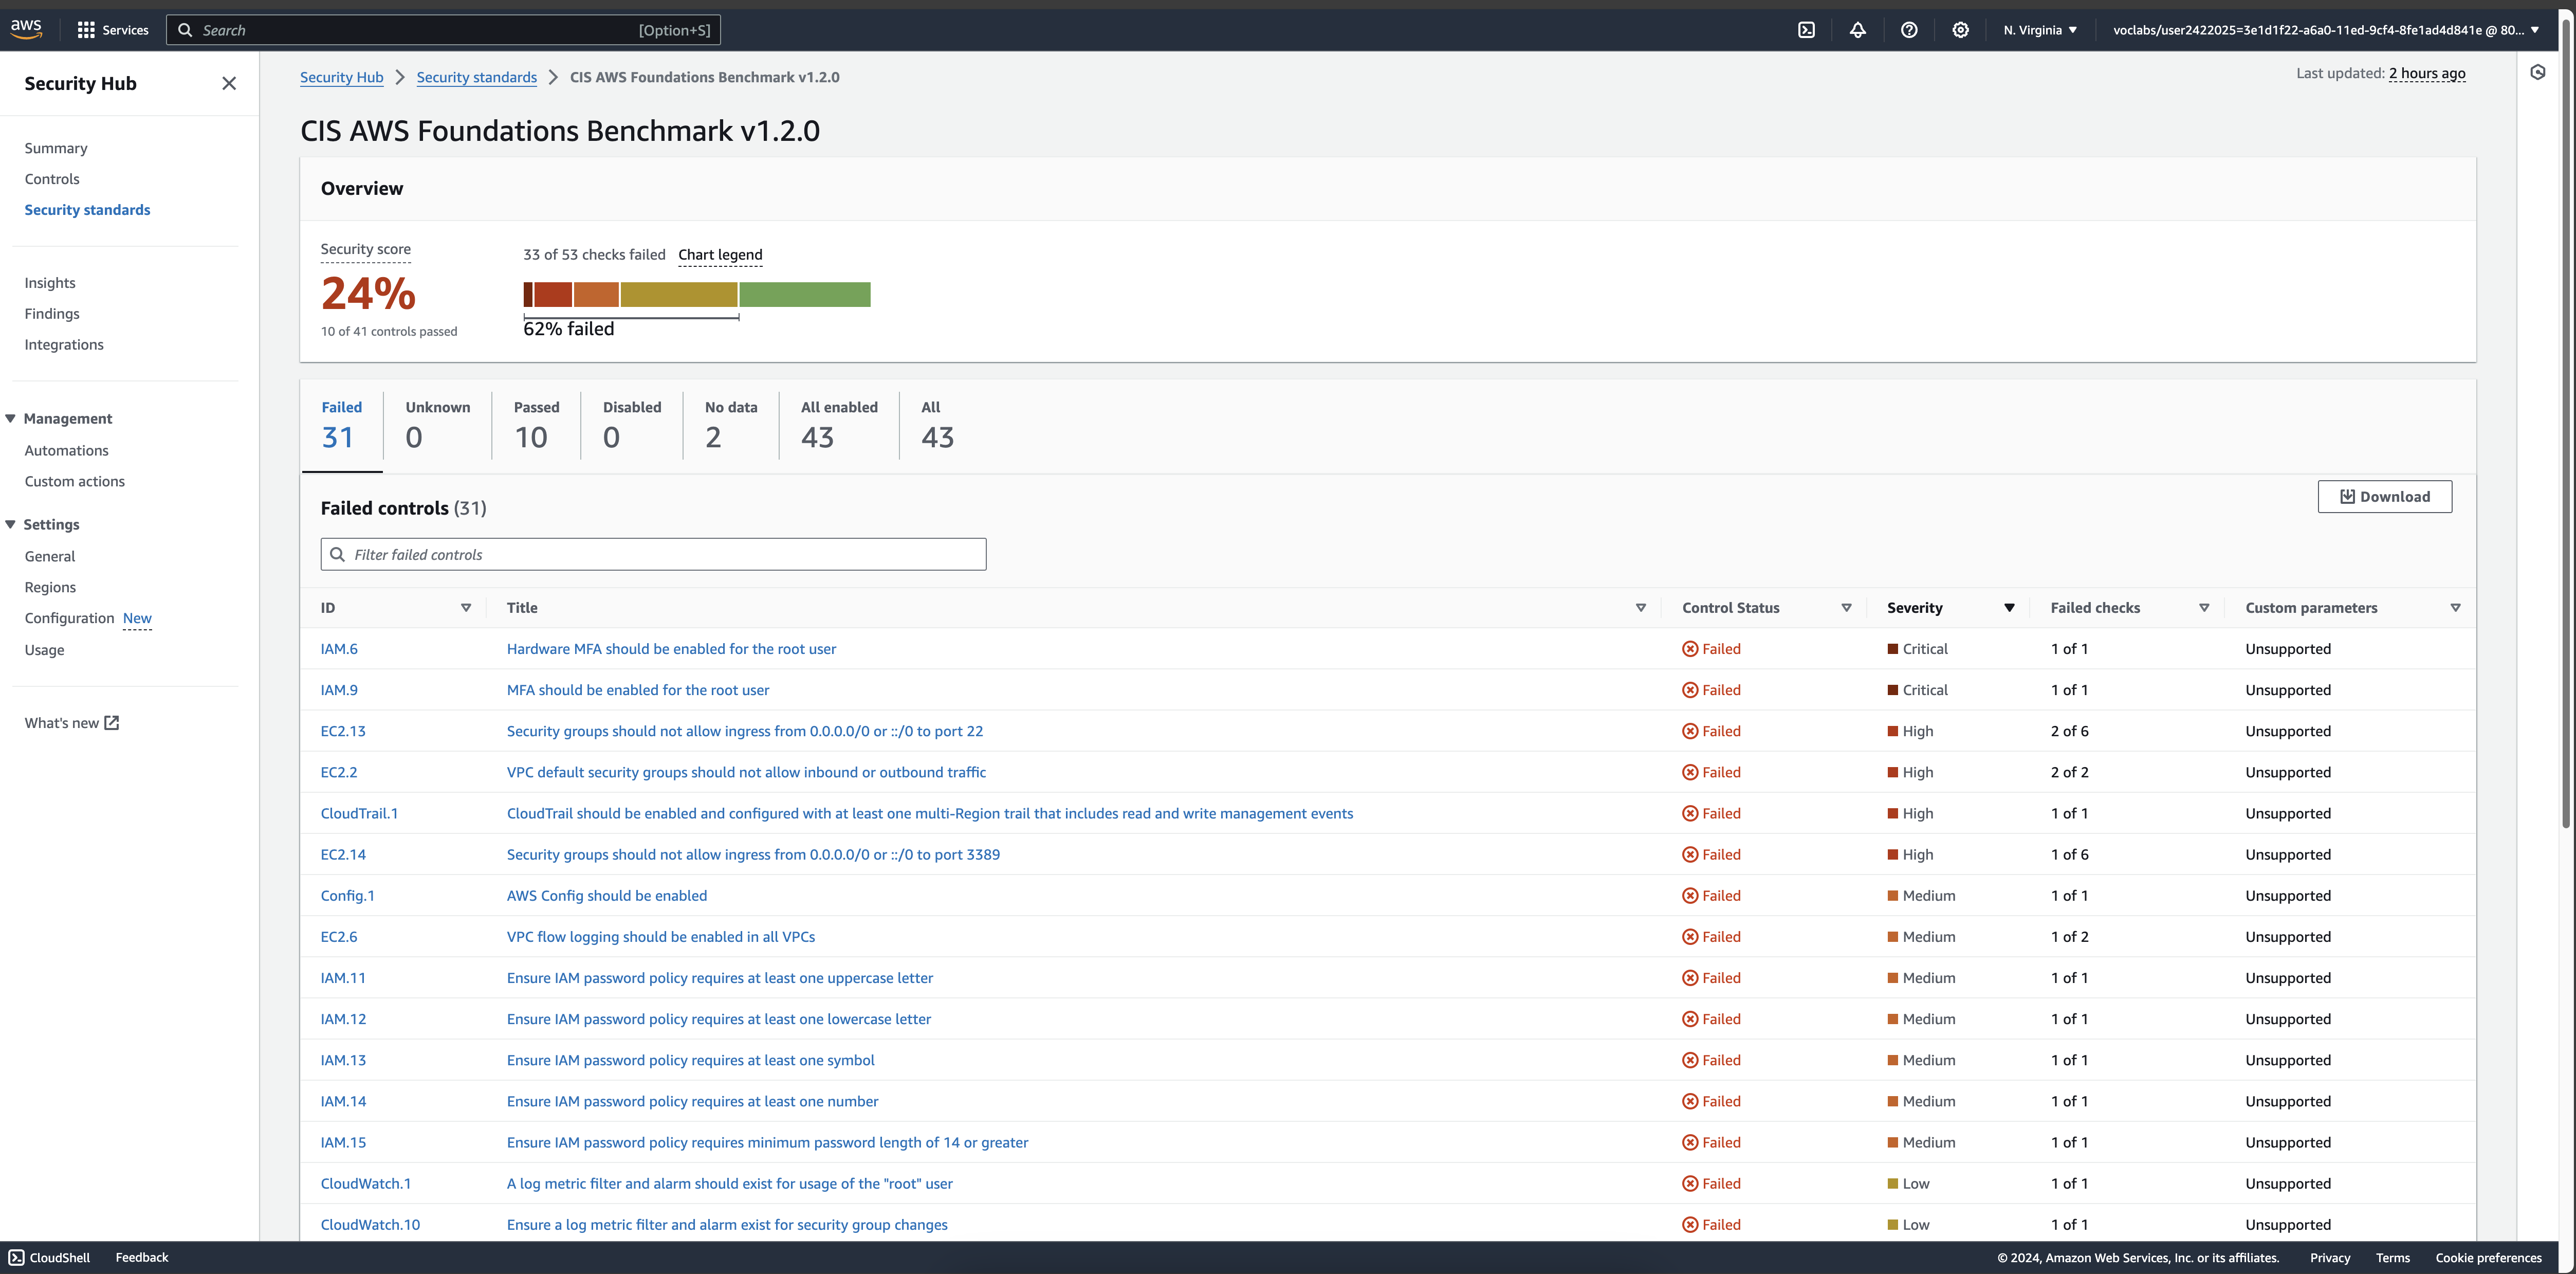 aws Services Search [Option+S] N. Virginia voclabs/user2422025=3e1d1f22-a6a0-11ed-9cf4-8fe1ad4d841e @ 80...
Security Hub
Summary
Controls
Security standards
Insights
Findings
Integrations
Management
Automations
Custom actions
Settings
General
Regions
Configuration New
Usage
What's new
Security Hub Security standards CIS AWS Foundations Benchmark v1.2.0
Last updated: 2 hours ago
CIS AWS Foundations Benchmark v1.2.0
Overview
Security score
24%
10 of 41 controls passed
33 of 53 checks failed Chart legend
62% failed
Failed Unknown Passed Disabled No data All enabled All
31 0 10 0 2 43 43
Failed controls (31)
Download
Filter failed controls
ID Title Control Status Severity Failed checks Custom parameters
IAM.6 Hardware MFA should be enabled for the root user Failed Critical 1 of 1 Unsupported
IAM.9 MFA should be enabled for the root user Failed Critical 1 of 1 Unsupported
EC2.13 Security groups should not allow ingress from 0.0.0.0/0 or ::/0 to port 22 Failed High 2 of 6 Unsupported
EC2.2 VPC default security groups should not allow inbound or outbound traffic Failed High 2 of 2 Unsupported
CloudTrail.1 CloudTrail should be enabled and configured with at least one multi-Region trail that includes read and write management events Failed High 1 of 1 Unsupported
EC2.14 Security groups should not allow ingress from 0.0.0.0/0 or ::/0 to port 3389 Failed High 1 of 6 Unsupported
Config.1 AWS Config should be enabled Failed Medium 1 of 1 Unsupported
EC2.6 VPC flow logging should be enabled in all VPCs Failed Medium 1 of 2 Unsupported
IAM.11 Ensure IAM password policy requires at least one uppercase letter Failed Medium 1 of 1 Unsupported
IAM.12 Ensure IAM password policy requires at least one lowercase letter Failed Medium 1 of 1 Unsupported
IAM.13 Ensure IAM password policy requires at least one symbol Failed Medium 1 of 1 Unsupported
IAM.14 Ensure IAM password policy requires at least one number Failed Medium 1 of 1 Unsupported
IAM.15 Ensure IAM password policy requires minimum password length of 14 or greater Failed Medium 1 of 1 Unsupported
CloudWatch.1 A log metric filter and alarm should exist for usage of the "root" user Failed Low 1 of 1 Unsupported
CloudWatch.10 Ensure a log metric filter and alarm exist for security group changes Failed Low 1 of 1 Unsupported
CloudShell Feedback © 2024, Amazon Web Services, Inc. or its affiliates. Privacy Terms Cookie preferences